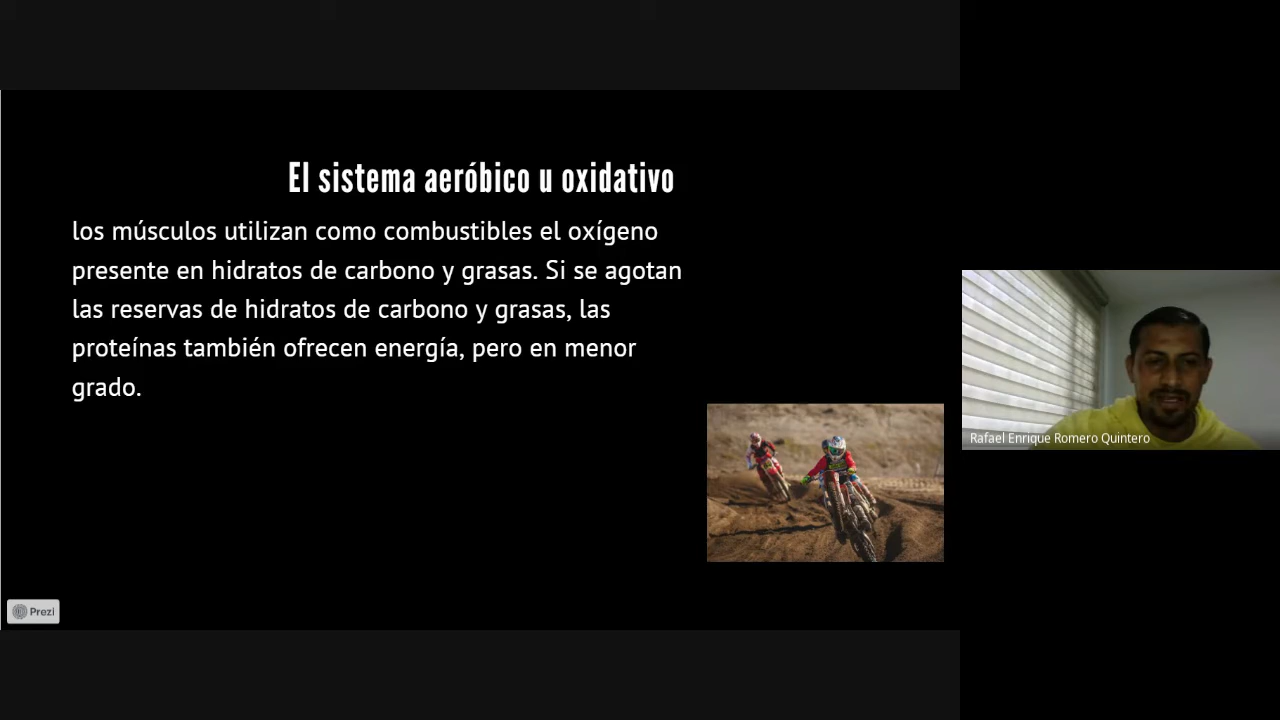 El sistema aeróbico u oxidativo
los músculos utilizan como combustibles el oxígeno
presente en hidratos de carbono y grasas. Si se agotan
las reservas de hidratos de carbono y grasas, las
proteínas también ofrecen energía, pero en menor
grado.
Rafael Enrique Romero Quintero
Prezi